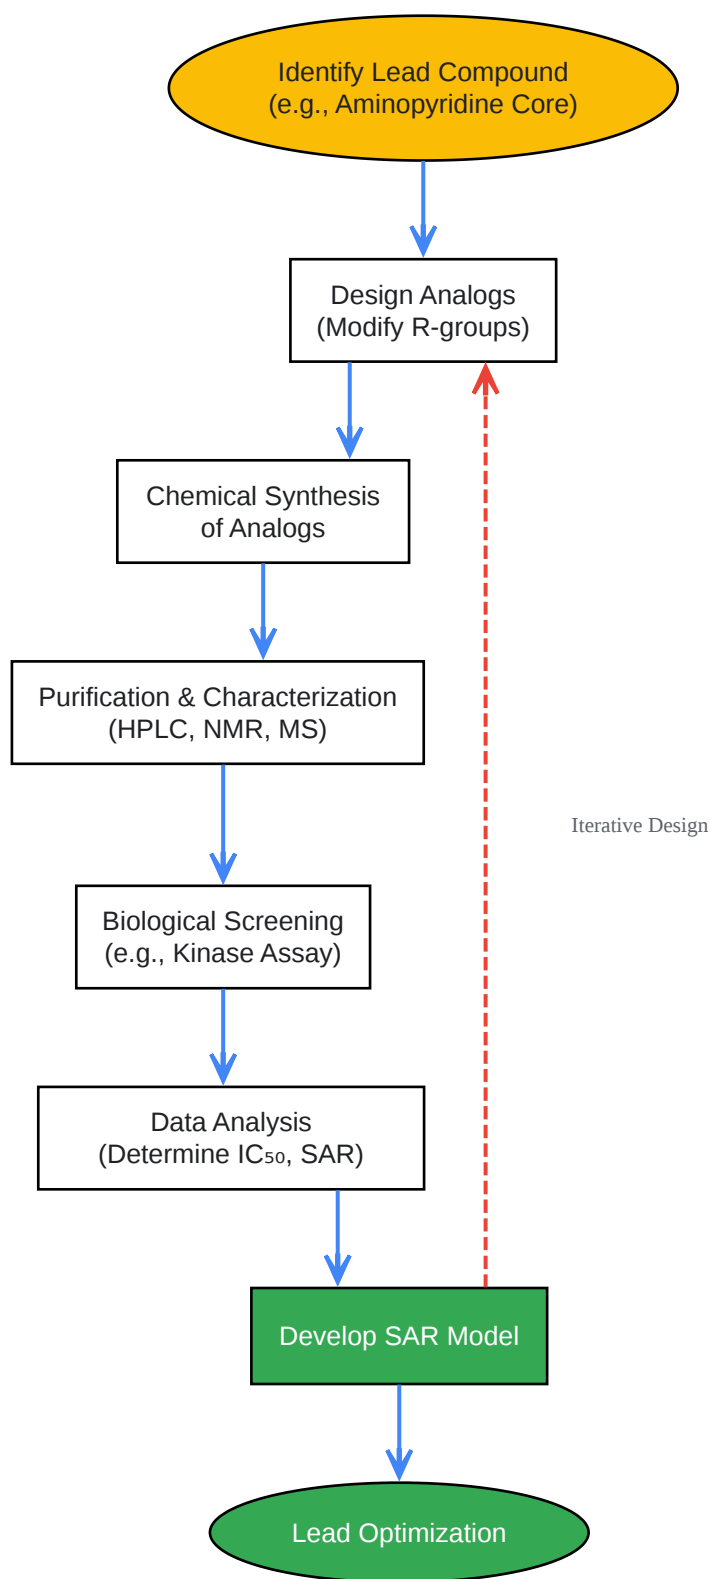 Identify Lead Compound
(e.g., Aminopyridine Core)
Design Analogs
(Modify R-groups)
Chemical Synthesis
of Analogs
Purification & Characterization
(HPLC, NMR, MS)
Iterative Design
Biological Screening
(e.g., Kinase Assay)
Data Analysis
(Determine IC₅₀, SAR)
Develop SAR Model
Lead Optimization